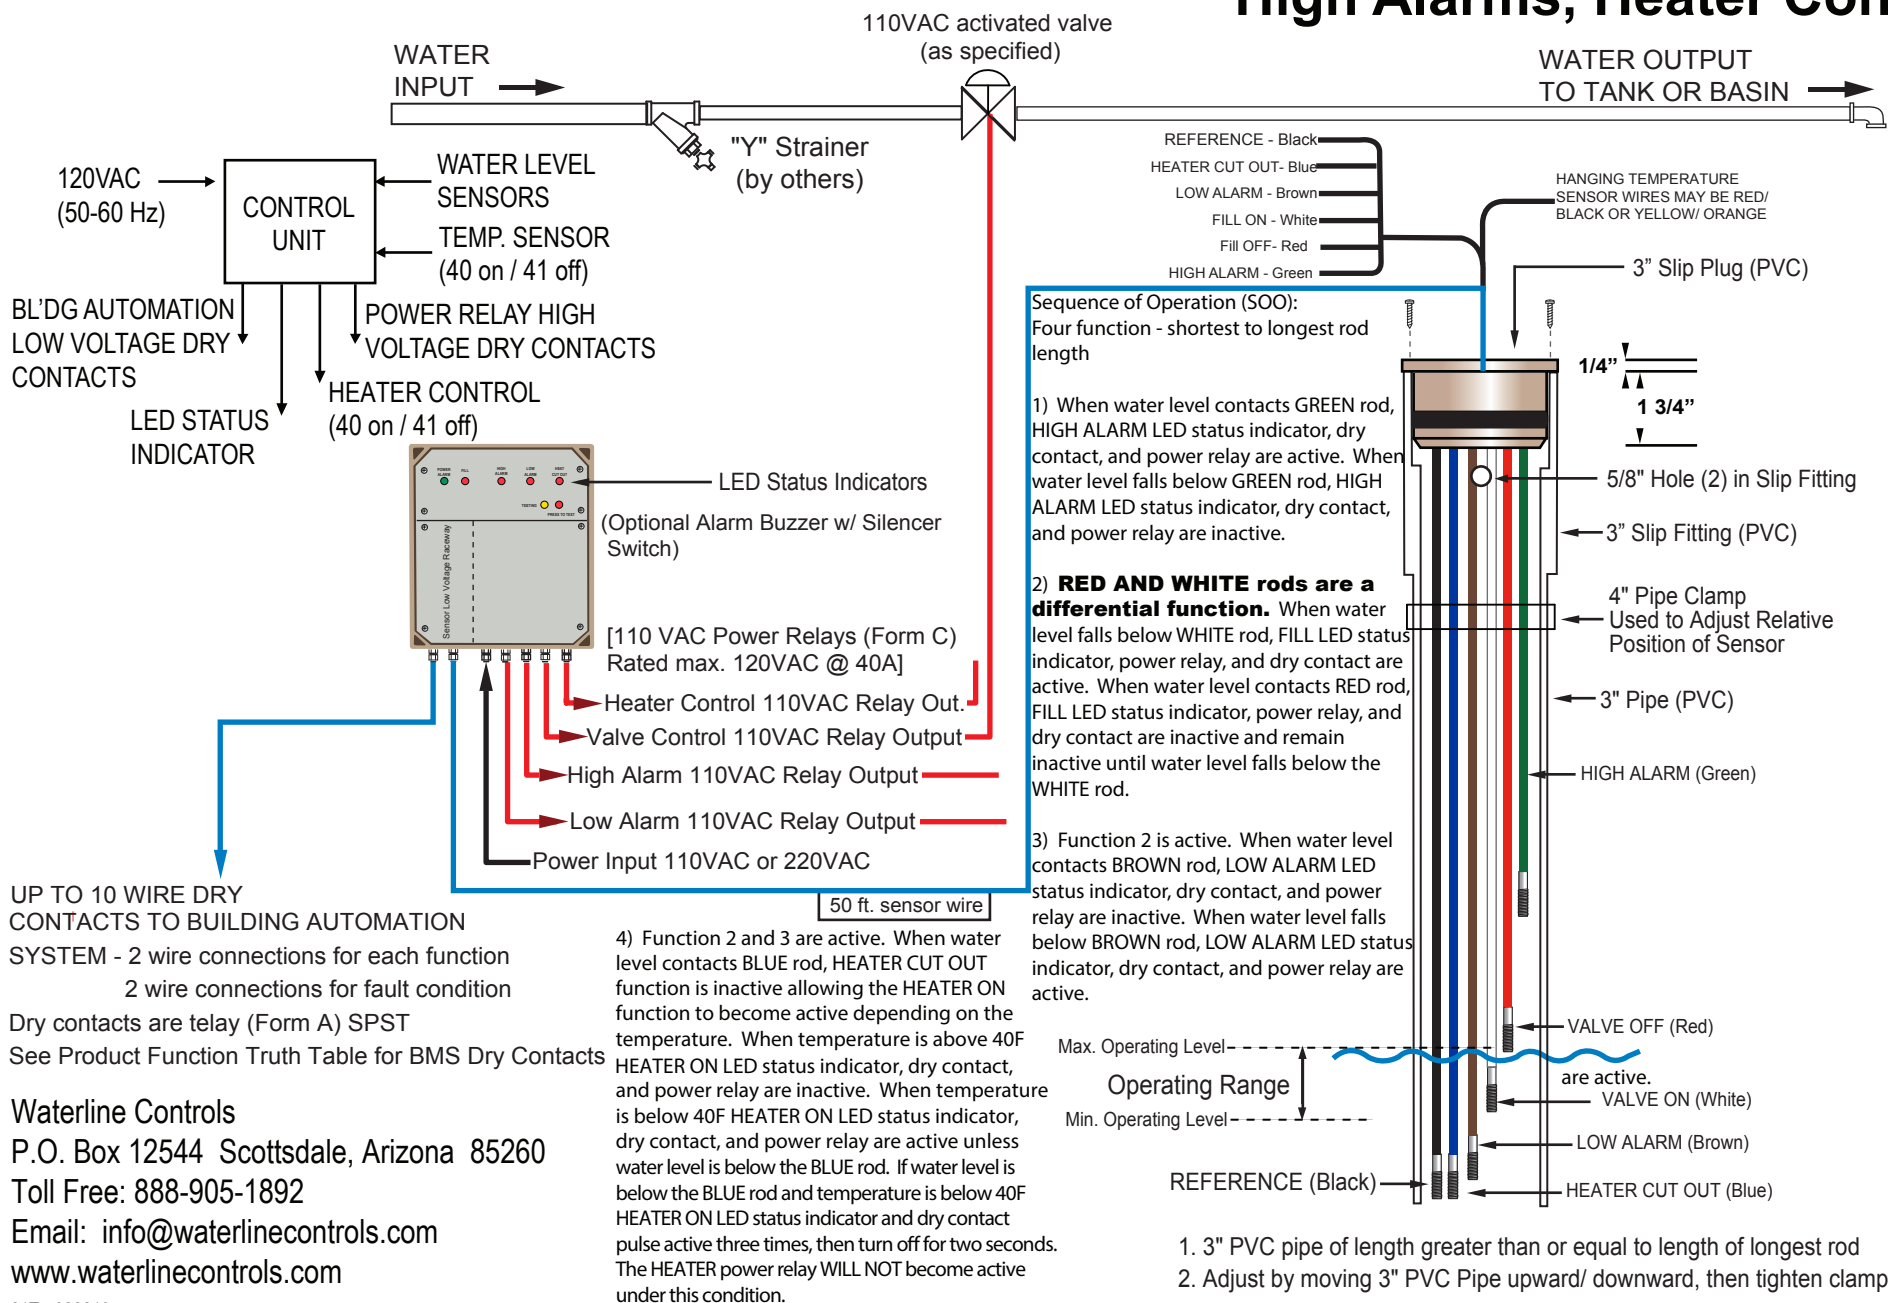 High Alarms, Heater Con
110VAC activated valve
(as specified)
WATER
INPUT
WATER OUTPUT
TO TANK OR BASIN
"Y" Strainer
(by others)
120VAC
(50-60 Hz)
CONTROL
UNIT
WATER LEVEL
SENSORS
TEMP. SENSOR
(40 on / 41 off)
BL'DG AUTOMATION
LOW VOLTAGE DRY
CONTACTS
POWER RELAY HIGH
VOLTAGE DRY CONTACTS
HEATER CONTROL
(40 on / 41 off)
LED STATUS
INDICATOR
REFERENCE - Black
HEATER CUT OUT- Blue
LOW ALARM - Brown
FILL ON - White
Fill OFF- Red
HIGH ALARM - Green
HANGING TEMPERATURE
SENSOR WIRES MAY BE RED/
BLACK OR YELLOW/ ORANGE
3” Slip Plug (PVC)
1/4”
1 3/4”
5/8" Hole (2) in Slip Fitting
3” Slip Fitting (PVC)
4" Pipe Clamp
Used to Adjust Relative
Position of Sensor
3" Pipe (PVC)
HIGH ALARM (Green)
VALVE OFF (Red)
are active.
VALVE ON (White)
LOW ALARM (Brown)
HEATER CUT OUT (Blue)
REFERENCE (Black)
Max. Operating Level
Operating Range
Min. Operating Level
1. 3" PVC pipe of length greater than or equal to length of longest rod
2. Adjust by moving 3" PVC Pipe upward/ downward, then tighten clamp
POWER
ALARM
FILL
HIGH
ALARM
LOW
ALARM
HEAT
CUT OUT
TESTING
PRESS TO TEST
Sensor Low Voltage Raceway
LED Status Indicators
(Optional Alarm Buzzer w/ Silencer
Switch)
[110 VAC Power Relays (Form C)
Rated max. 120VAC @ 40A]
Heater Control 110VAC Relay Out.
Valve Control 110VAC Relay Output
High Alarm 110VAC Relay Output
Low Alarm 110VAC Relay Output
Power Input 110VAC or 220VAC
50 ft. sensor wire
Sequence of Operation (SOO):
Four function - shortest to longest rod
length
1) When water level contacts GREEN rod,
HIGH ALARM LED status indicator, dry
contact, and power relay are active. When
water level falls below GREEN rod, HIGH
ALARM LED status indicator, dry contact,
and power relay are inactive.
2) RED AND WHITE rods are a
differential function. When water
level falls below WHITE rod, FILL LED status
indicator, power relay, and dry contact are
active. When water level contacts RED rod,
FILL LED status indicator, power relay, and
dry contact are inactive and remain
inactive until water level falls below the
WHITE rod.
3) Function 2 is active. When water level
contacts BROWN rod, LOW ALARM LED
status indicator, dry contact, and power
relay are inactive. When water level falls
below BROWN rod, LOW ALARM LED status
indicator, dry contact, and power relay are
active.
4) Function 2 and 3 are active. When water
level contacts BLUE rod, HEATER CUT OUT
function is inactive allowing the HEATER ON
function to become active depending on the
temperature. When temperature is above 40F
HEATER ON LED status indicator, dry contact,
and power relay are inactive. When temperature
is below 40F HEATER ON LED status indicator,
dry contact, and power relay are active unless
water level is below the BLUE rod. If water level is
below the BLUE rod and temperature is below 40F
HEATER ON LED status indicator and dry contact
pulse active three times, then turn off for two seconds.
The HEATER power relay WILL NOT become active
under this condition.
UP TO 10 WIRE DRY
CONTACTS TO BUILDING AUTOMATION
SYSTEM - 2 wire connections for each function
2 wire connections for fault condition
Dry contacts are telay (Form A) SPST
See Product Function Truth Table for BMS Dry Contacts
Waterline Controls
P.O. Box 12544 Scottsdale, Arizona 85260
Toll Free: 888-905-1892
Email: info@waterlinecontrols.com
www.waterlinecontrols.com